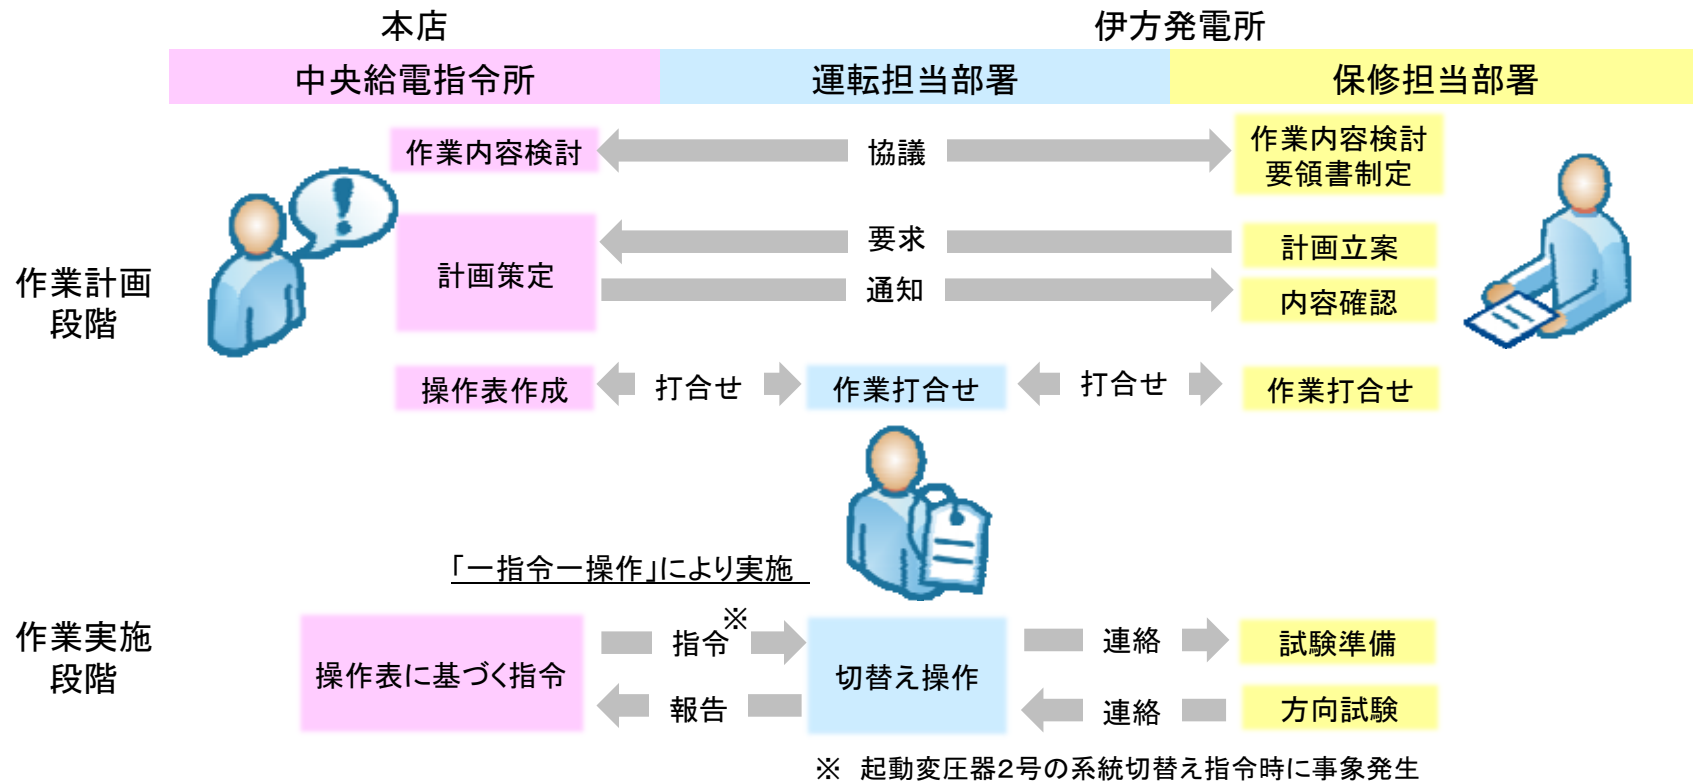 本店
伊方発電所
中央給電指令所
運転担当部署
保修担当部署
作業計画
段階
作業内容検討
協議
作業内容検討
要領書制定
計画策定
要求
計画立案
通知
内容確認
操作表作成
打合せ
作業打合せ
打合せ
作業打合せ
「一指令一操作」により実施
作業実施
段階
操作表に基づく指令
指令※
報告
切替え操作
連絡
試験準備
連絡
方向試験
※ 起動変圧器2号の系統切替え指令時に事象発生